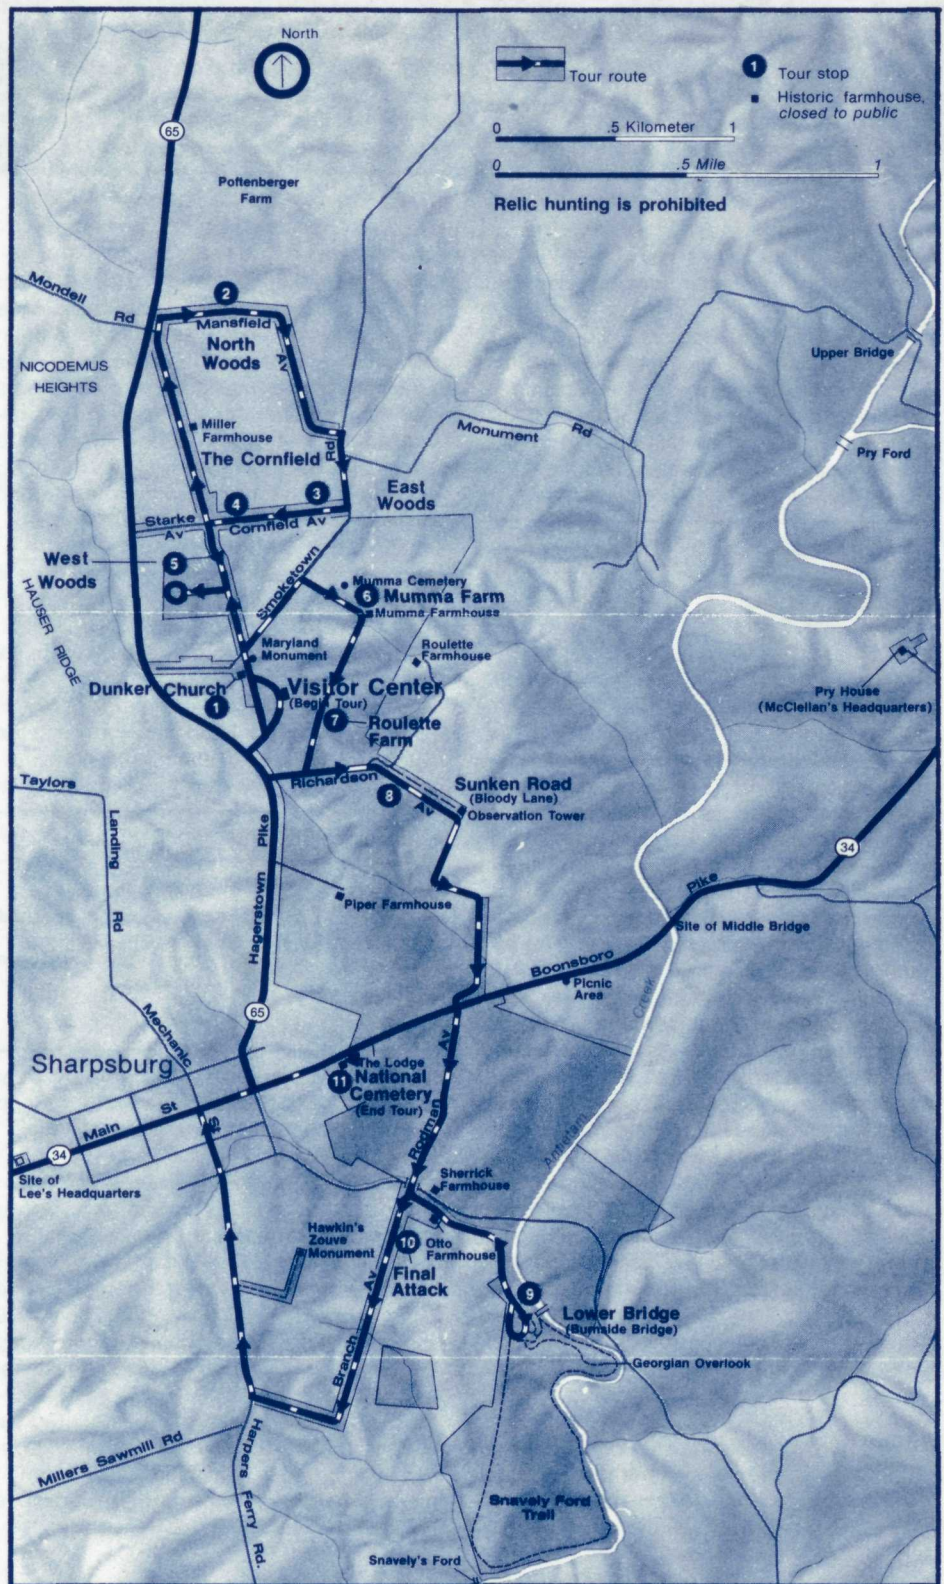 North
Tour route
1 Tour stop
Historic farmhouse,
closed to public
0 .5 Kilometer 1
0 .5 Mile 1
Relic hunting is prohibited
65
Poffenberger
Farm
Mondell
Rd
2
Mansfield
Av
North
Woods
NICODEMUS
HEIGHTS
Upper Bridge
Miller
Farmhouse
The Cornfield
Rd
Monument Rd
Pry Ford
East
Woods
4
3
Starke
Av
Cornfield Av
West
Woods
5
Smoketown
Mumma Cemetery
6 Mumma Farm
Mumma Farmhouse
HAUSER RIDGE
Maryland
Monument
Roulette
Farmhouse
Dunker Church
1
Visitor Center
(Begin Tour)
Pry House
(McClellan's Headquarters)
7 Roulette
Farm
Richardson
Av
8
Sunken Road
(Bloody Lane)
Observation Tower
Taylors
Landing
Rd
Hagerstown Pike
34
Piper Farmhouse
Pike
Site of Middle Bridge
Boonsboro
Picnic
Area
65
Mechanic
St
Sharpsburg
The Lodge
11 National
Cemetery
(End Tour)
Rodman Av
Antietam Creek
Main St
34
Site of
Lee's Headquarters
Sherrick
Farmhouse
Hawkin's
Zouve
Monument
10
Otto
Farmhouse
Final
Attack
9
Lower Bridge
(Burnside Bridge)
Georgian Overlook
Branch Av
Millers Sawmill Rd
Harpers Ferry Rd.
Snavely Ford
Trail
Snavely's Ford